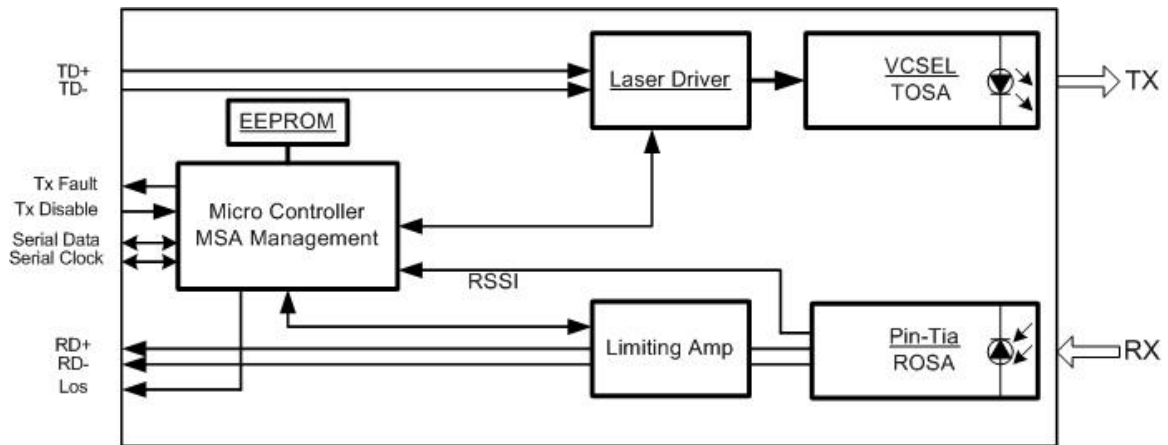 TD+
TD-
Laser Driver
VCSEL
TOSA
TX
EEPROM
Tx Fault
Tx Disable
Serial Data
Serial Clock
Micro Controller
MSA Management
RSSI
RD+
RD-
Los
Limiting Amp
Pin-Tia
ROSA
RX